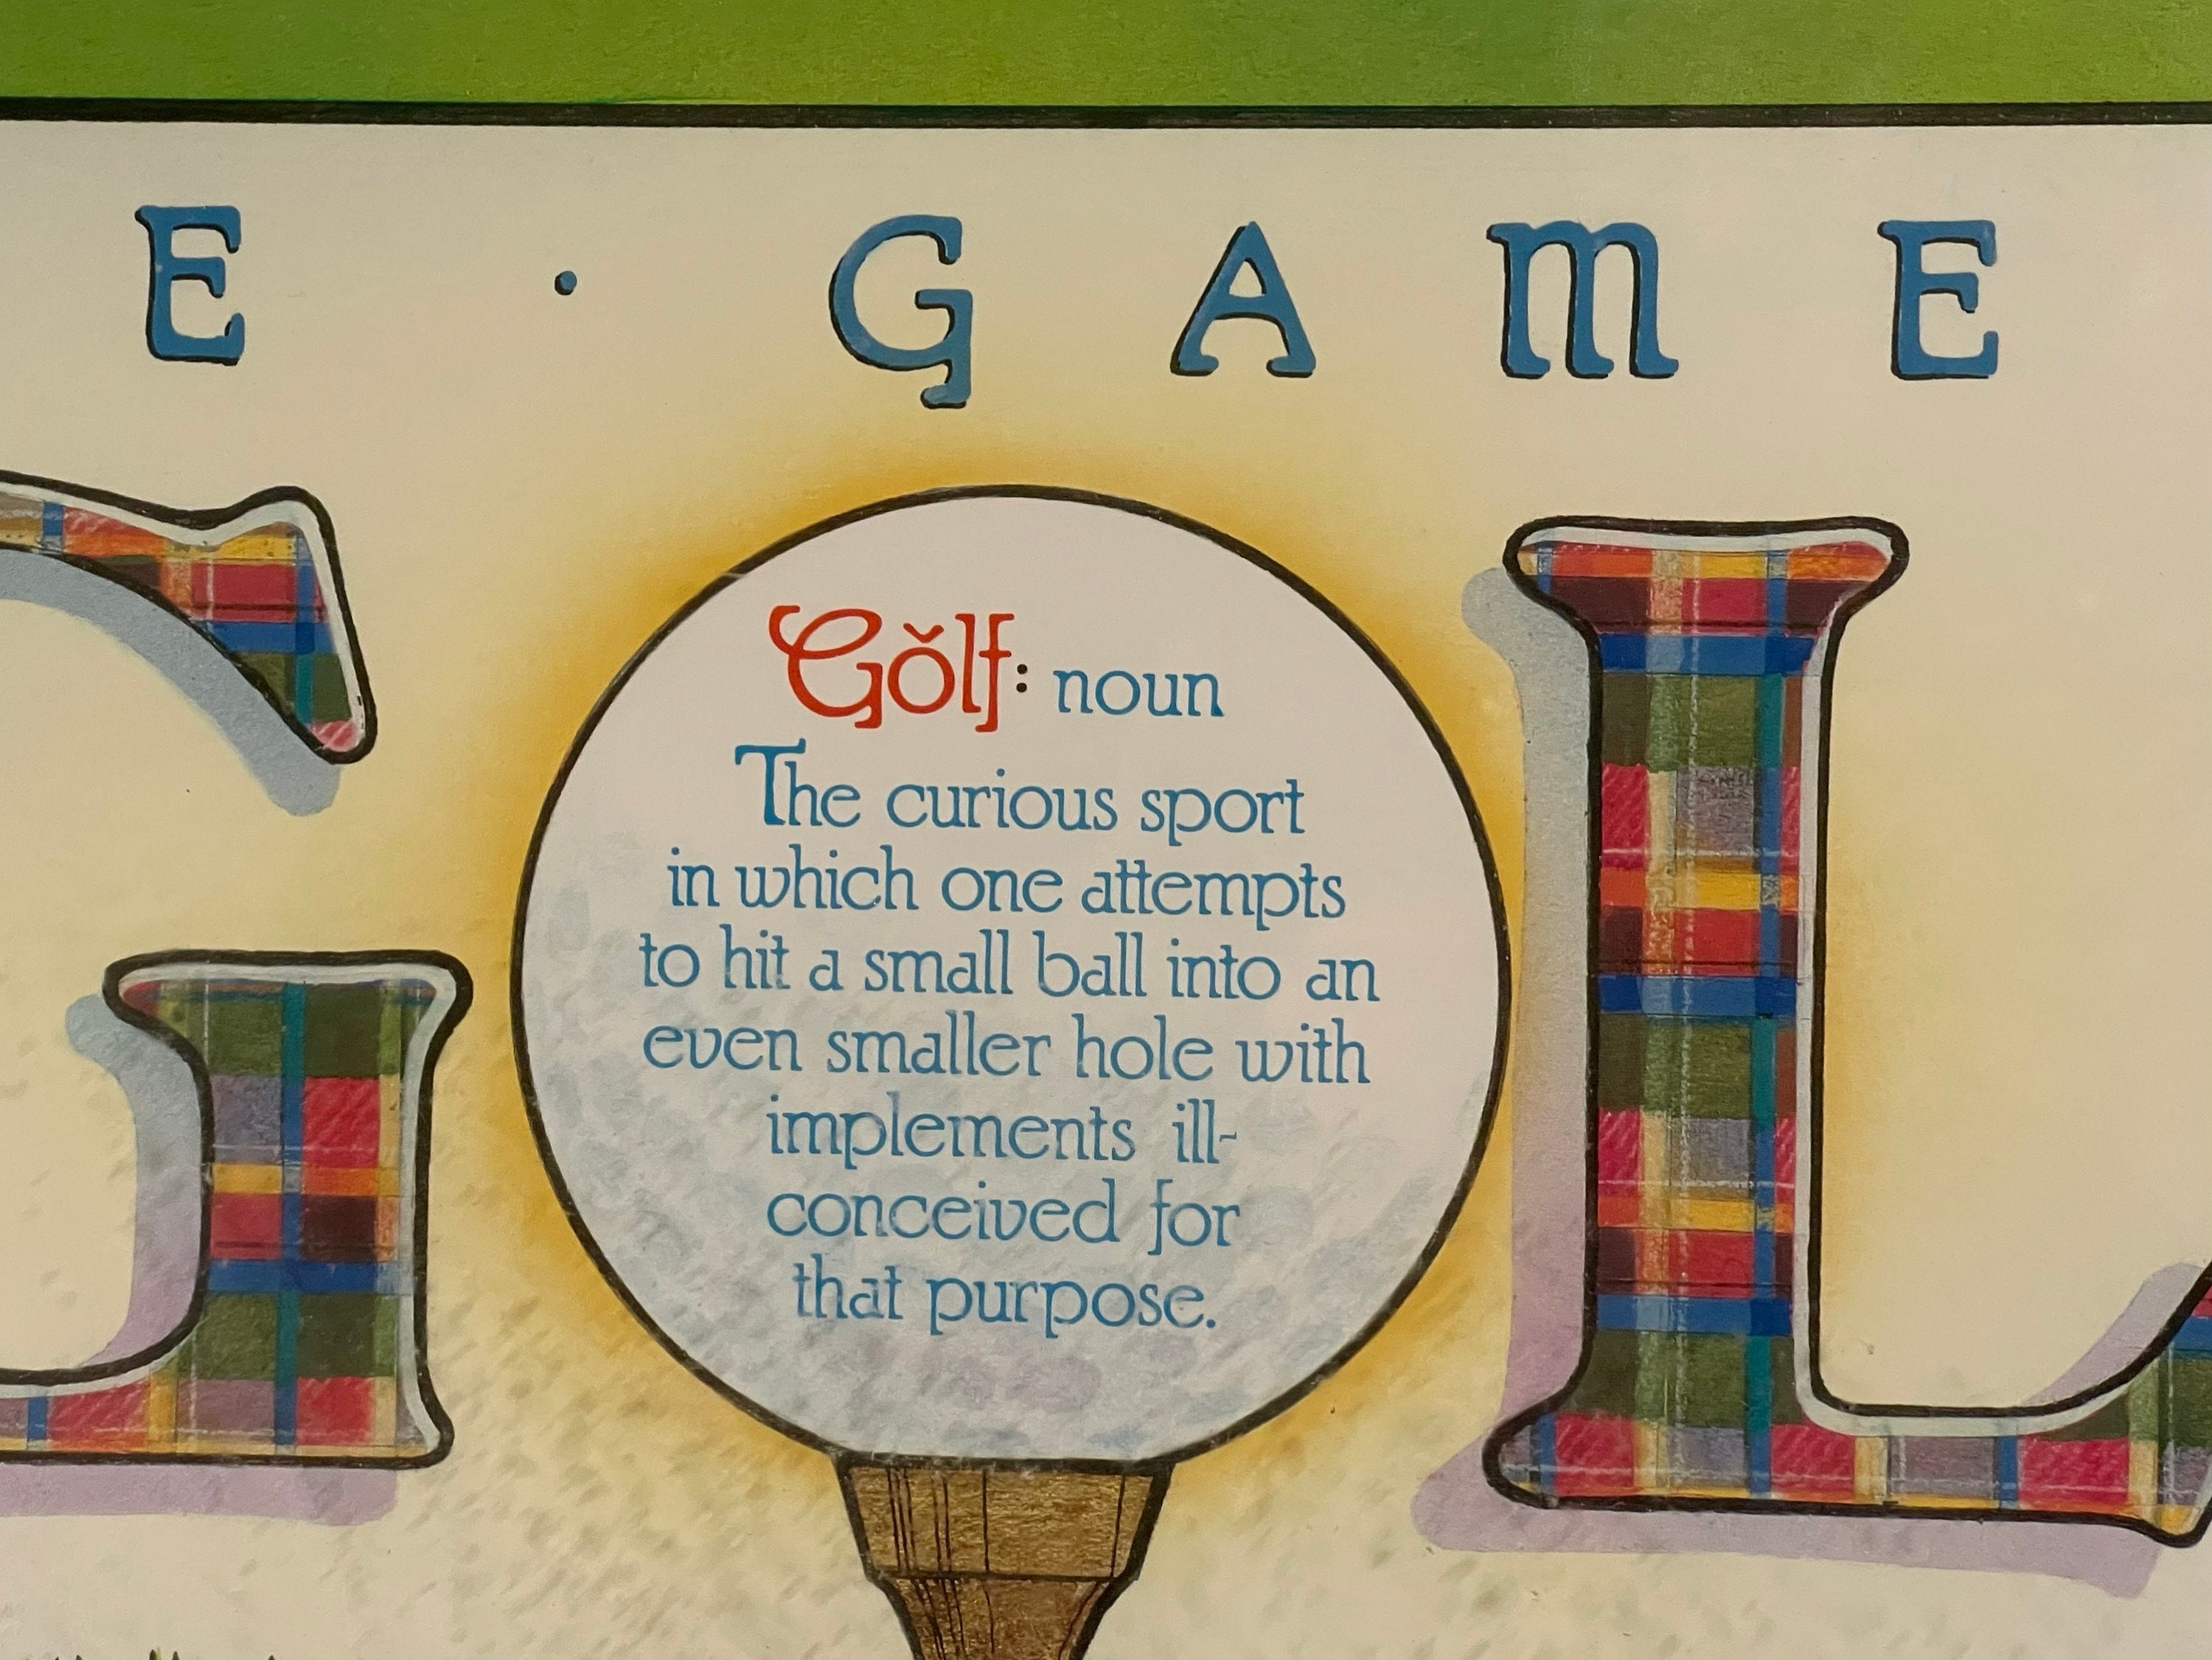 E · GAME
G L
Gǒlf: noun
The curious sport
in which one attempts
to hit a small ball into an
even smaller hole with
implements ill-
conceived for
that purpose.